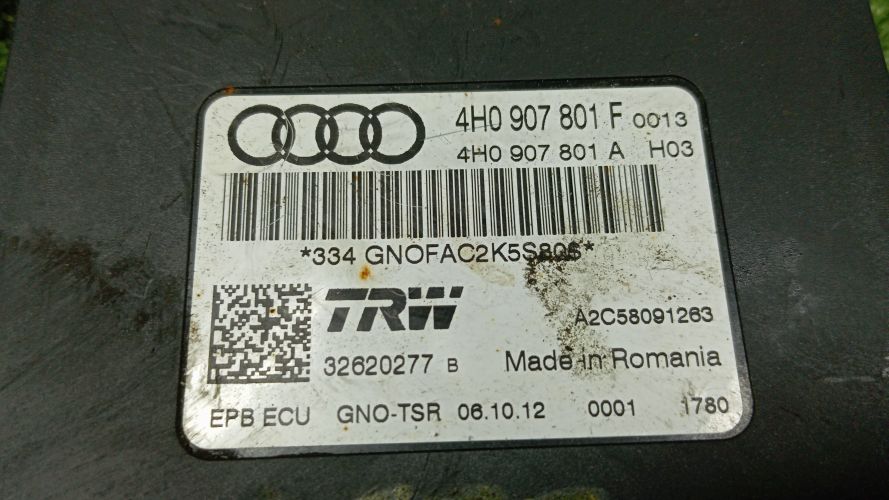 4H0 907 801 F 0013
4H0 907 801 A H03
*334 GNOFAC2K5S806*
TRW
A2C58091263
32620277 B Made in Romania
EPB ECU GNO-TSR 06.10.12 0001 1780